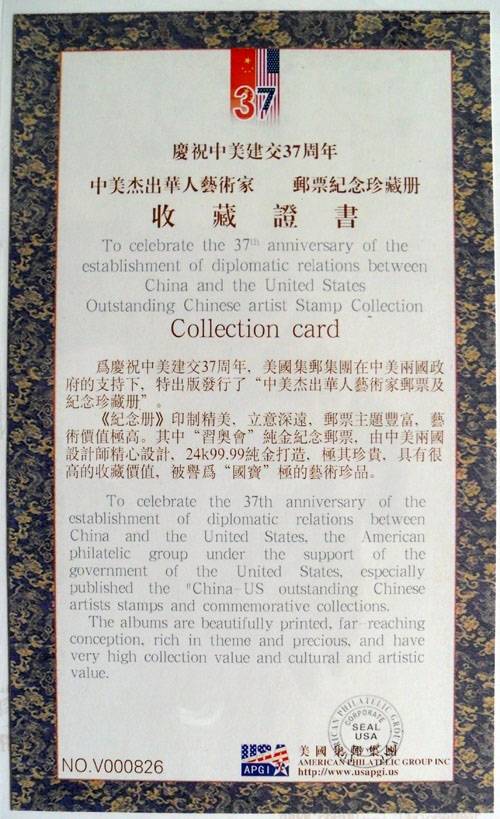 37
慶祝中美建交37周年
中美杰出華人藝術家 郵票紀念珍藏册
收藏證書
To celebrate the 37th anniversary of the
establishment of diplomatic relations between
China and the United States
Outstanding Chinese artist Stamp Collection
Collection card
爲慶祝中美建交37周年，美國集郵集團在中美兩國政
府的支持下，特出版發行了“中美杰出華人藝術家郵票及
紀念珍藏册”。
《紀念册》印制精美，立意深遠，郵票主題豐富，藝
術價值極高。其中“習奥會”純金紀念郵票，由中美兩國
設計師精心設計，24k99.99純金打造，極其珍貴，具有很
高的收藏價值，被譽爲“國寶”極的藝術珍品。
To celebrate the 37th anniversary of the
establishment of diplomatic relations between
China and the United States, the American
philatelic group under the support of the
government of the United States, especially
published the "China-US outstanding Chinese
artists stamps and commemorative collections.
The albums are beautifully printed, far-reaching
conception, rich in theme and precious, and have
very high collection value and cultural and artistic
value.
CORPORATE
SEAL
USA
NO.V000826
APGI
美國集郵集團
AMERICAN PHILATELIC GROUP INC
http://www.usapgi.us